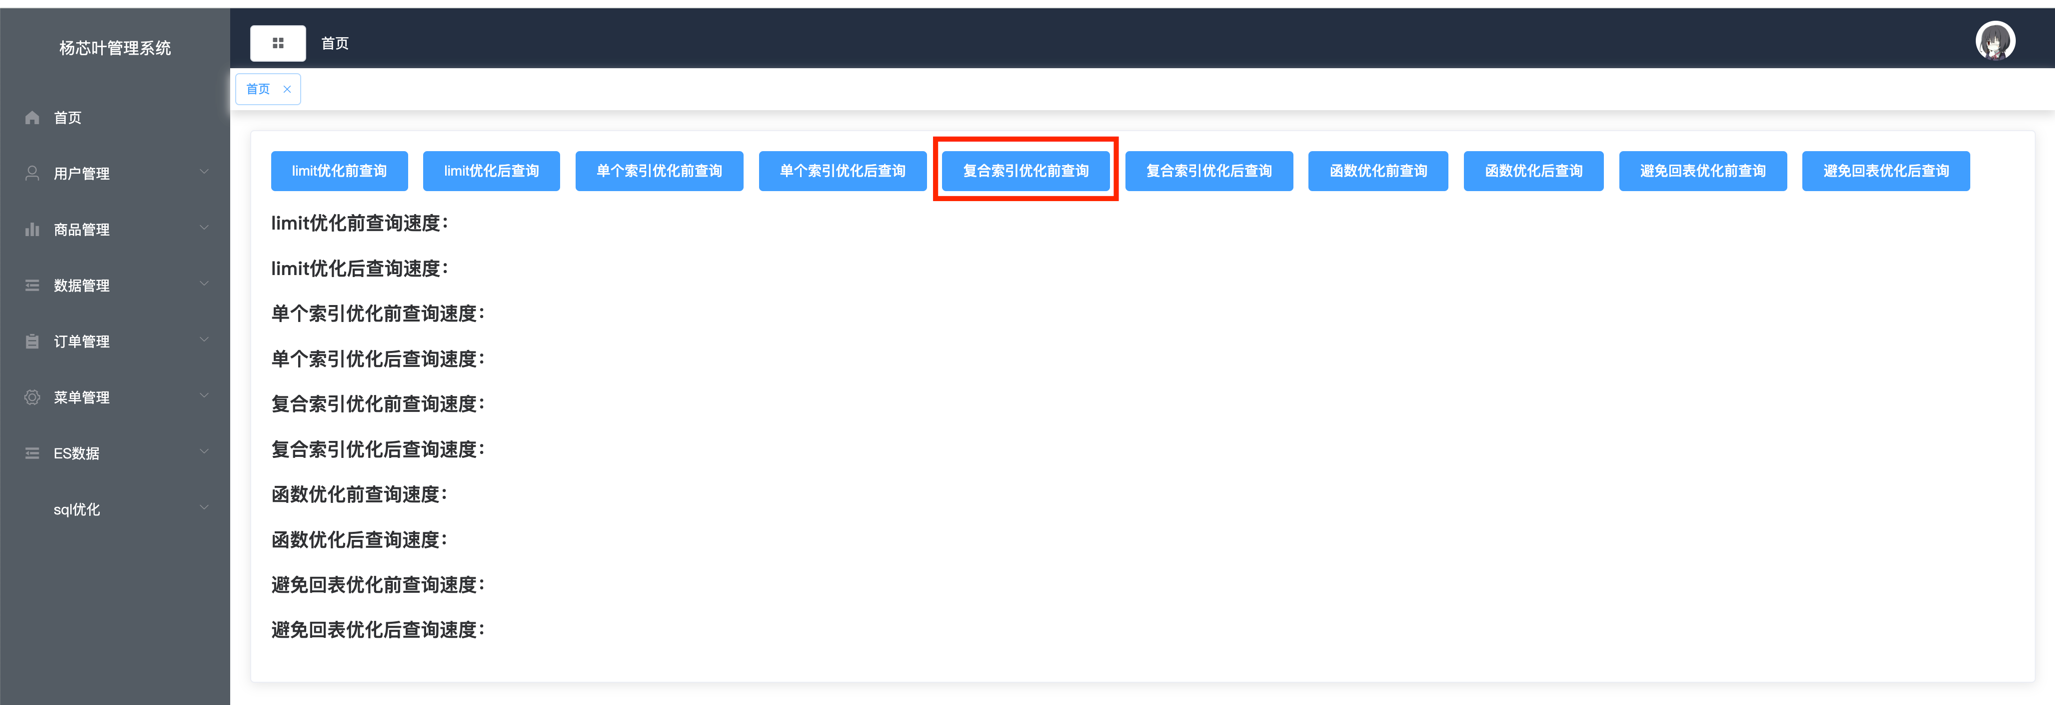 杨芯叶管理系统
首页
首页
首页
用户管理
商品管理
数据管理
订单管理
菜单管理
ES数据
sql优化
limit优化前查询 limit优化后查询 单个索引优化前查询 单个索引优化后查询 复合索引优化前查询 复合索引优化后查询 函数优化前查询 函数优化后查询 避免回表优化前查询 避免回表优化后查询
limit优化前查询速度：
limit优化后查询速度：
单个索引优化前查询速度：
单个索引优化后查询速度：
复合索引优化前查询速度：
复合索引优化后查询速度：
函数优化前查询速度：
函数优化后查询速度：
避免回表优化前查询速度：
避免回表优化后查询速度：